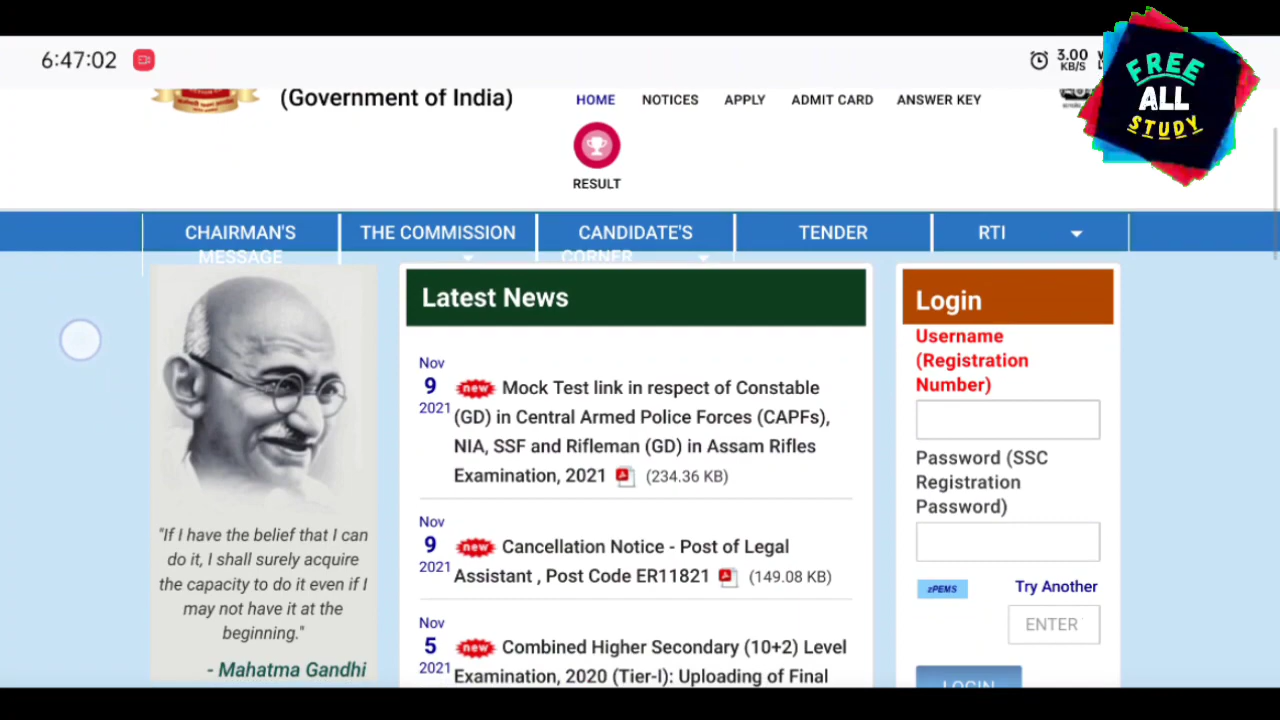 6:47:02
3.00
KB/S
FREE
ALL
STUDY
(Government of India)
HOME
NOTICES
APPLY
ADMIT CARD
ANSWER KEY
RESULT
CHAIRMAN'S
MESSAGE
THE COMMISSION
CANDIDATE'S
CORNER
TENDER
RTI
"If I have the belief that I can
do it, I shall surely acquire
the capacity to do it even if I
may not have it at the
beginning."
- Mahatma Gandhi
Latest News
Nov
9
2021
new Mock Test link in respect of Constable
(GD) in Central Armed Police Forces (CAPFs),
NIA, SSF and Rifleman (GD) in Assam Rifles
Examination, 2021 (234.36 KB)
Nov
9
2021
new Cancellation Notice - Post of Legal
Assistant , Post Code ER11821 (149.08 KB)
Nov
5
2021
new Combined Higher Secondary (10+2) Level
Examination, 2020 (Tier-I): Uploading of Final
Login
Username
(Registration
Number)
Password (SSC
Registration
Password)
zPEMS
Try Another
ENTER
LOGIN